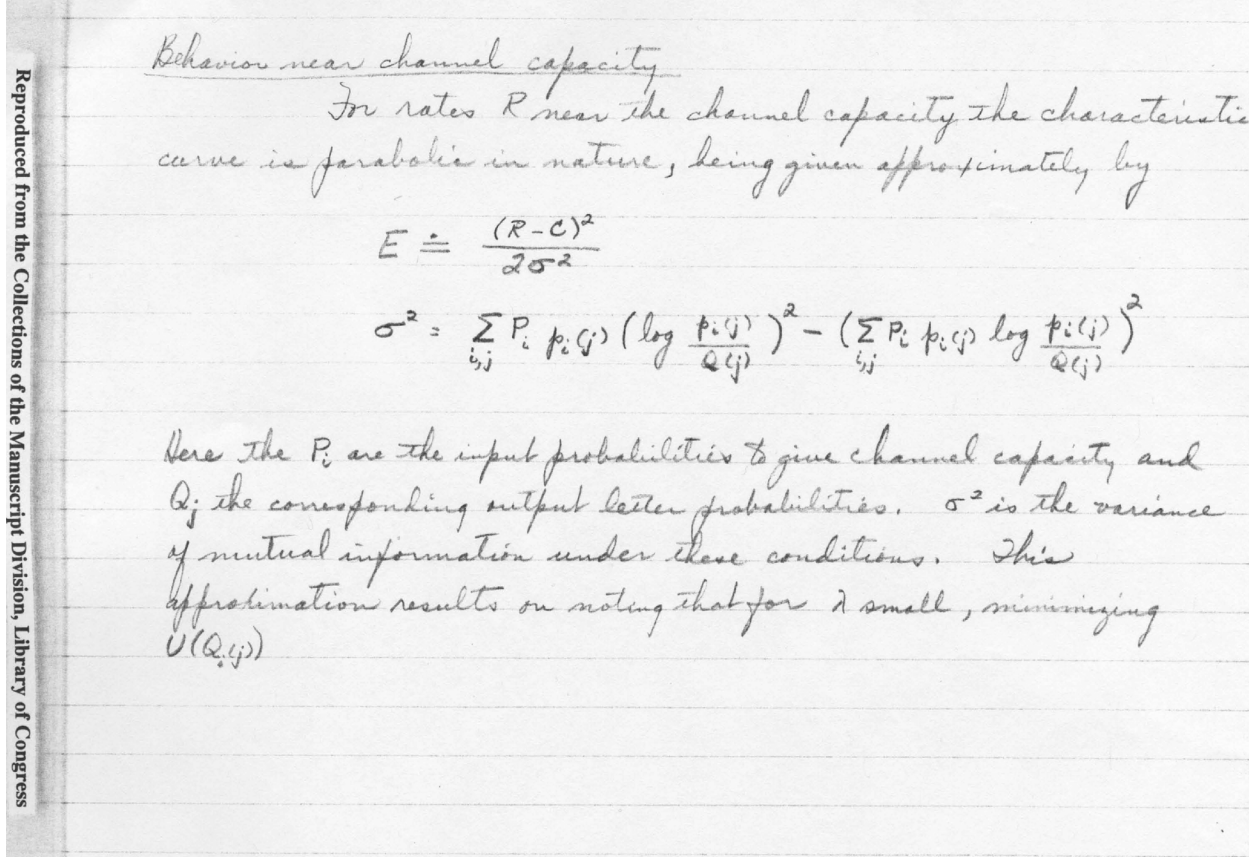 Reproduced from the Collections of the Manuscript Division, Library of Congress
Behavior near channel capacity
For rates R near the channel capacity the characteristic
curve is parabolic in nature, being given approximately by
E ≐ (R-C)² / 2σ²
σ² = Σ_{i,j} P_i p_i(j) (log p_i(j) / Q(j))² - (Σ_{i,j} P_i p_i(j) log p_i(j) / Q(j))²
Here the P_i are the input probabilities to give channel capacity and
Q_j the corresponding output letter probabilities. σ² is the variance
of mutual information under these conditions. This
approximation results on noting that for λ small, minimizing
U(Q_i(j))